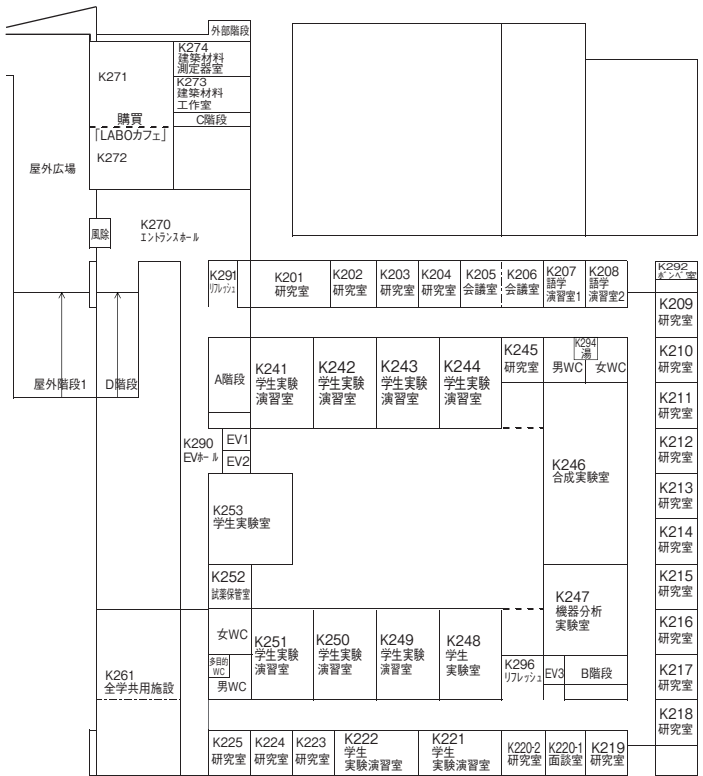 外部階段
K274
建築材料
測定器室
K271
K273
建築材料
工作室
購買
C階段
「LABOカフェ」
K272
屋外広場
風除
K270
エントランスホール
K291
リフレッシュ
K201
研究室
K202
研究室
K203
研究室
K204
研究室
K205
会議室
K206
会議室
K207
語学
演習室1
K208
語学
演習室2
K292
ボンベ室
K209
研究室
K210
研究室
K211
研究室
K212
研究室
K213
研究室
K214
研究室
K215
研究室
K216
研究室
K217
研究室
K218
研究室
屋外階段1
D階段
A階段
K241
学生実験
演習室
K242
学生実験
演習室
K243
学生実験
演習室
K244
学生実験
演習室
K245
研究室
K294
湯
男WC
女WC
K290
EVホール
EV1
EV2
K246
合成実験室
K253
学生実験室
K252
試薬保管室
K247
機器分析
実験室
女WC
多目的
WC
男WC
K251
学生実験
演習室
K250
学生実験
演習室
K249
学生実験
演習室
K248
学生
実験室
K296
リフレッシュ
EV3
B階段
K261
全学共用施設
K225
研究室
K224
研究室
K223
研究室
K222
学生
実験演習室
K221
学生
実験演習室
K220-2
研究室
K220-1
面談室
K219
研究室